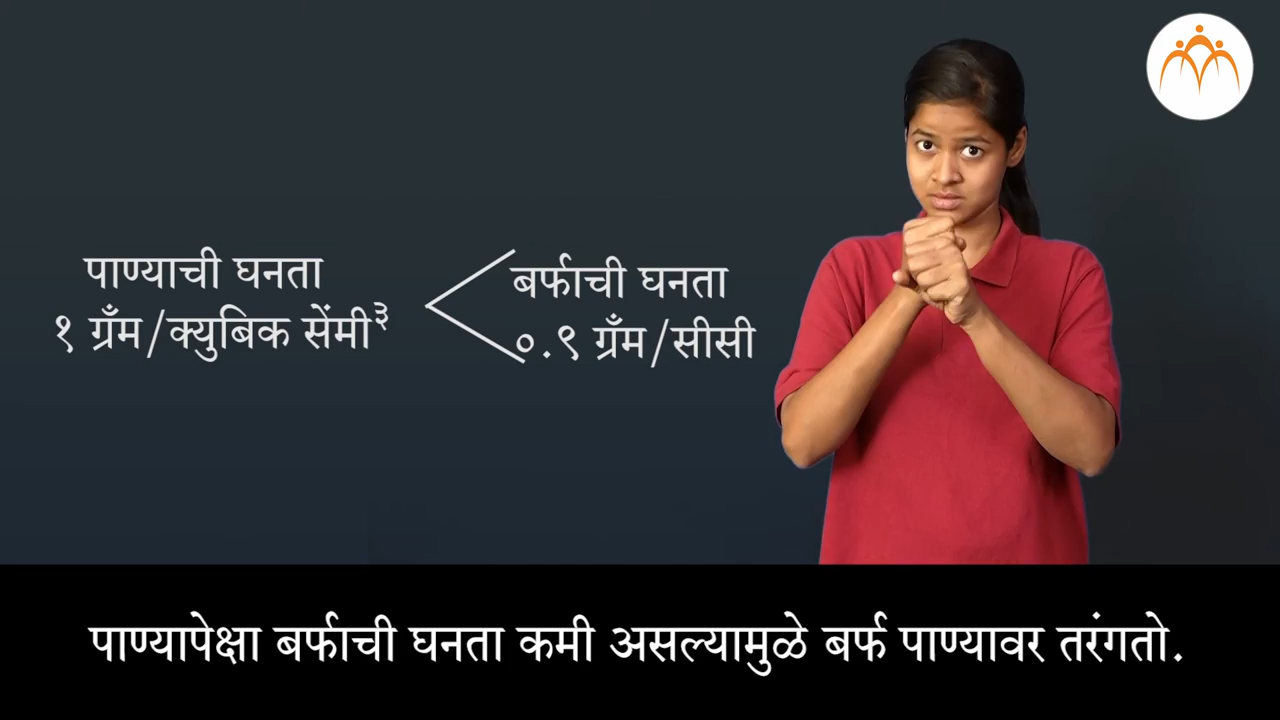 पाण्याची घनता
१ ग्रॅंम/क्युबिक सेंमी³
बर्फाची घनता
०.९ ग्रॅंम/सीसी
पाण्यापेक्षा बर्फाची घनता कमी असल्यामुळे बर्फ पाण्यावर तरंगतो.